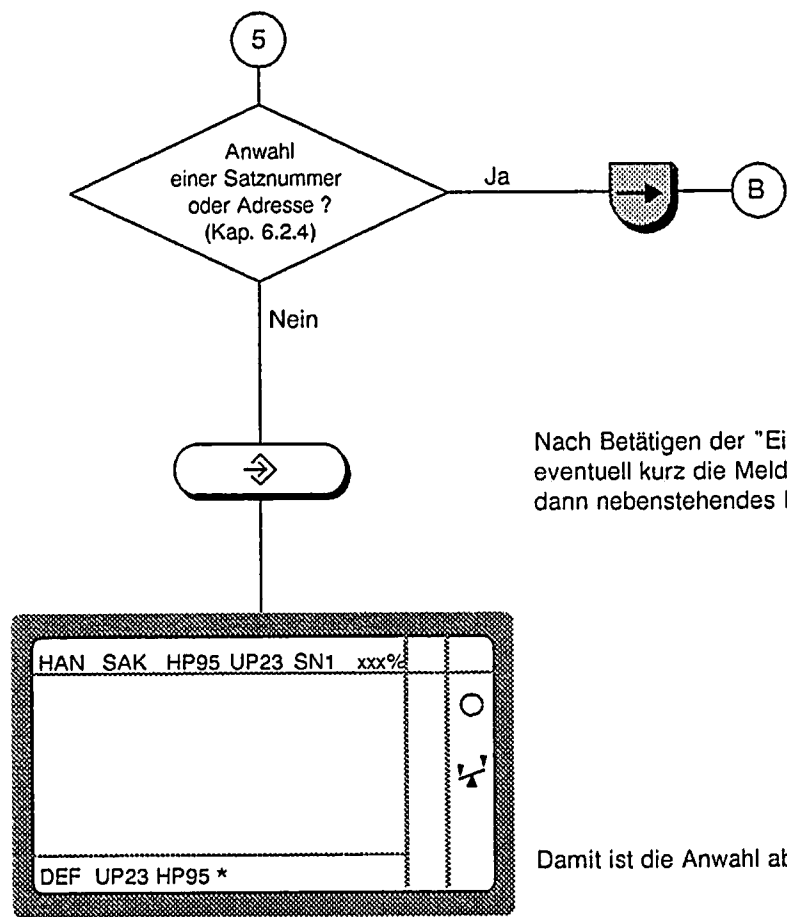 5
Anwahl
einer Satznummer
oder Adresse ?
(Kap. 6.2.4)
Ja
B
Nein
Nach Betätigen der "Ei
eventuell kurz die Meld
dann nebenstehendes
HAN SAK HP95 UP23 SN1 xxx%
DEF UP23 HP95 *
Damit ist die Anwahl ab